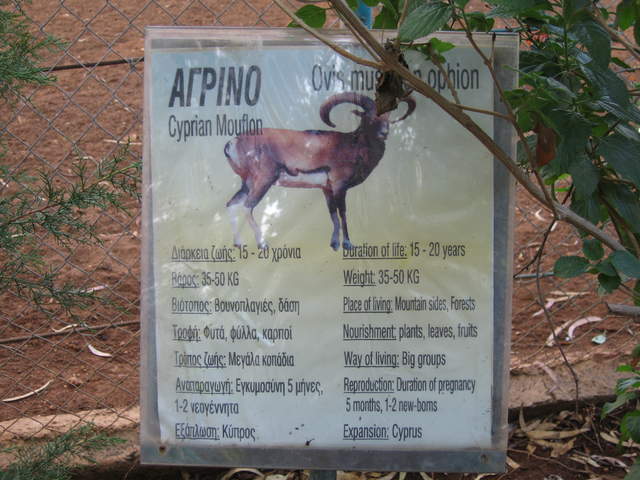 ΑΓΡΙΝΟ
Ovis ophion
Cyprian Mouflon
Διάρκεια ζωής: 15 - 20 χρόνια
Βάρος: 35-50 KG
Βιότοπος: Βουνοπλαγιές, δάση
Τροφή: Φυτά, φύλλα, καρποί
Τρόπος ζωής: Μεγάλα κοπάδια
Αναπαραγωγή: Εγκυμοσύνη 5 μήνες,
1-2 νεογέννητα
Εξάπλωση: Κύπρος
Duration of life: 15 - 20 years
Weight: 35-50 KG
Place of living: Mountain sides, Forests
Nourishment: plants, leaves, fruits
Way of living: Big groups
Reproduction: Duration of pregnancy
5 months, 1-2 new-borns
Expansion: Cyprus